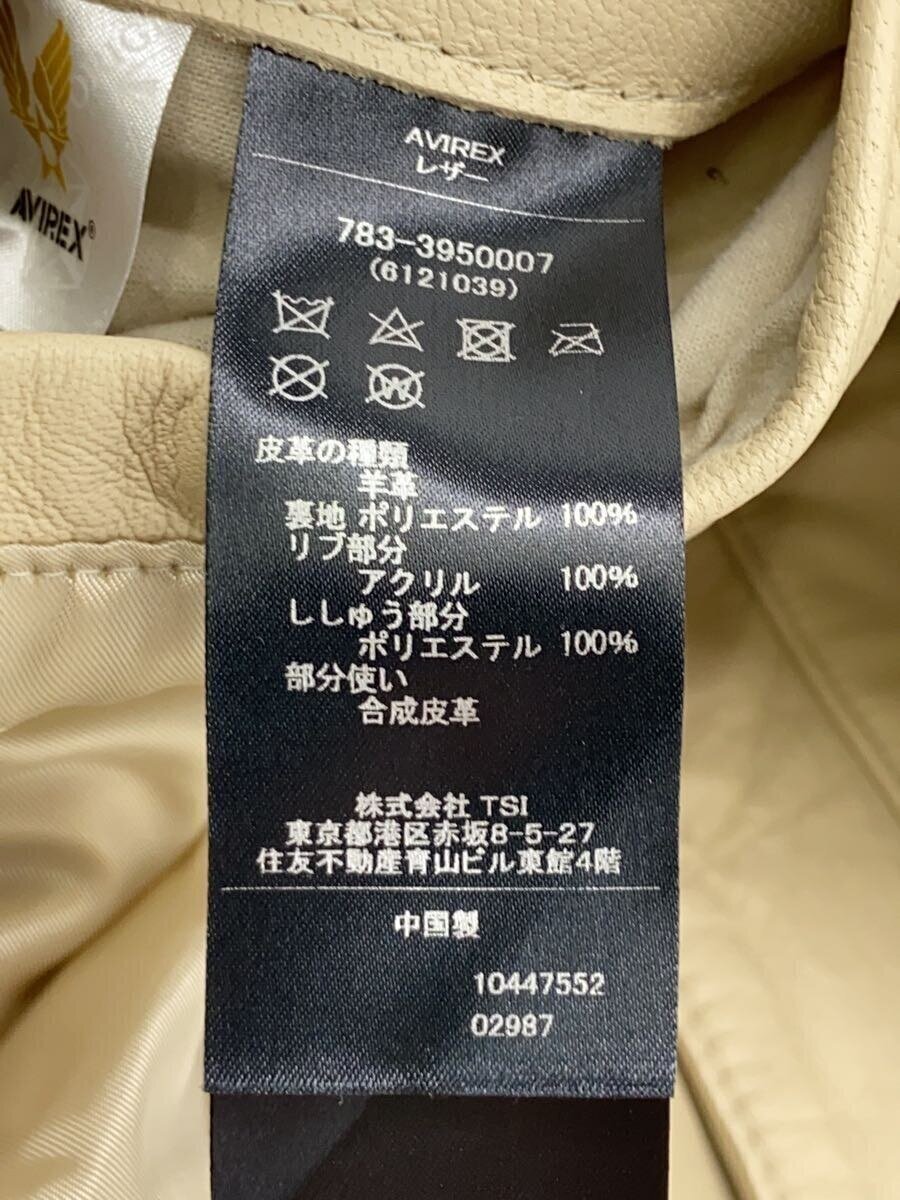 AVIREX®
AVIREX
レザー
783-3950007
(6121039)
皮革の種類
羊革
裏地 ポリエステル 100%
リブ部分
アクリル 100%
ししゅう部分
ポリエステル 100%
部分使い
合成皮革
株式会社 TSI
東京都港区赤坂8-5-27
住友不動産青山ビル東館4階
中国製
10447552
02987